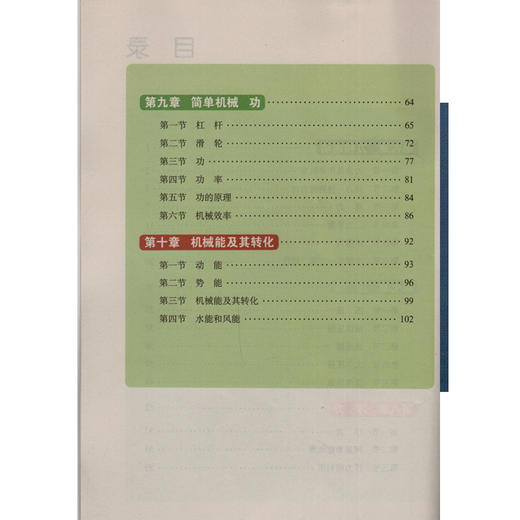 目 录
第九章 简单机械 功 ………… 64
第一节 杠 杆 ………… 65
第二节 滑 轮 ………… 72
第三节 功 ………… 77
第四节 功 率 ………… 81
第五节 功的原理 ………… 84
第六节 机械效率 ………… 86
第十章 机械能及其转化 ………… 92
第一节 动 能 ………… 93
第二节 势 能 ………… 96
第三节 机械能及其转化 ………… 99
第四节 水能和风能 ………… 102